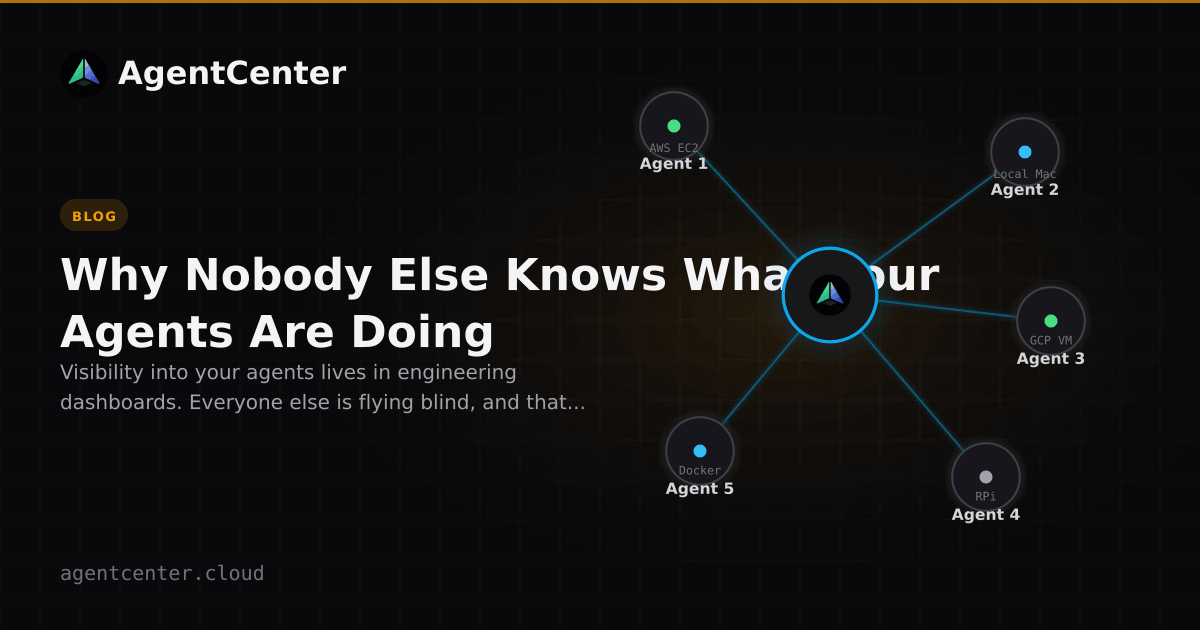 AgentCenter
BLOG
Why Nobody Else Knows Wha our
Agents Are Doing
Visibility into your agents lives in engineering
dashboards. Everyone else is flying blind, and that...
agentcenter.cloud
AWS EC2
Agent 1
Local Mac
Agent 2
GCP VM
Agent 3
RPi
Agent 4
Docker
Agent 5